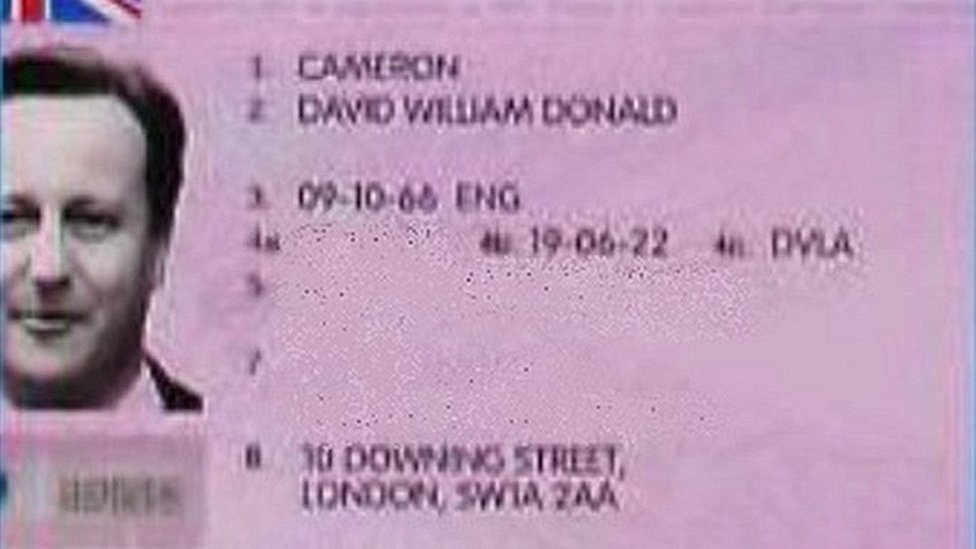 1. CAMERON
2. DAVID WILLIAM DONALD
3. 09-10-66 ENG
4a 4b 19-06-22 4c. DVLA
5.
7.
8. 10 DOWNING STREET,
LONDON, SW1A 2AA